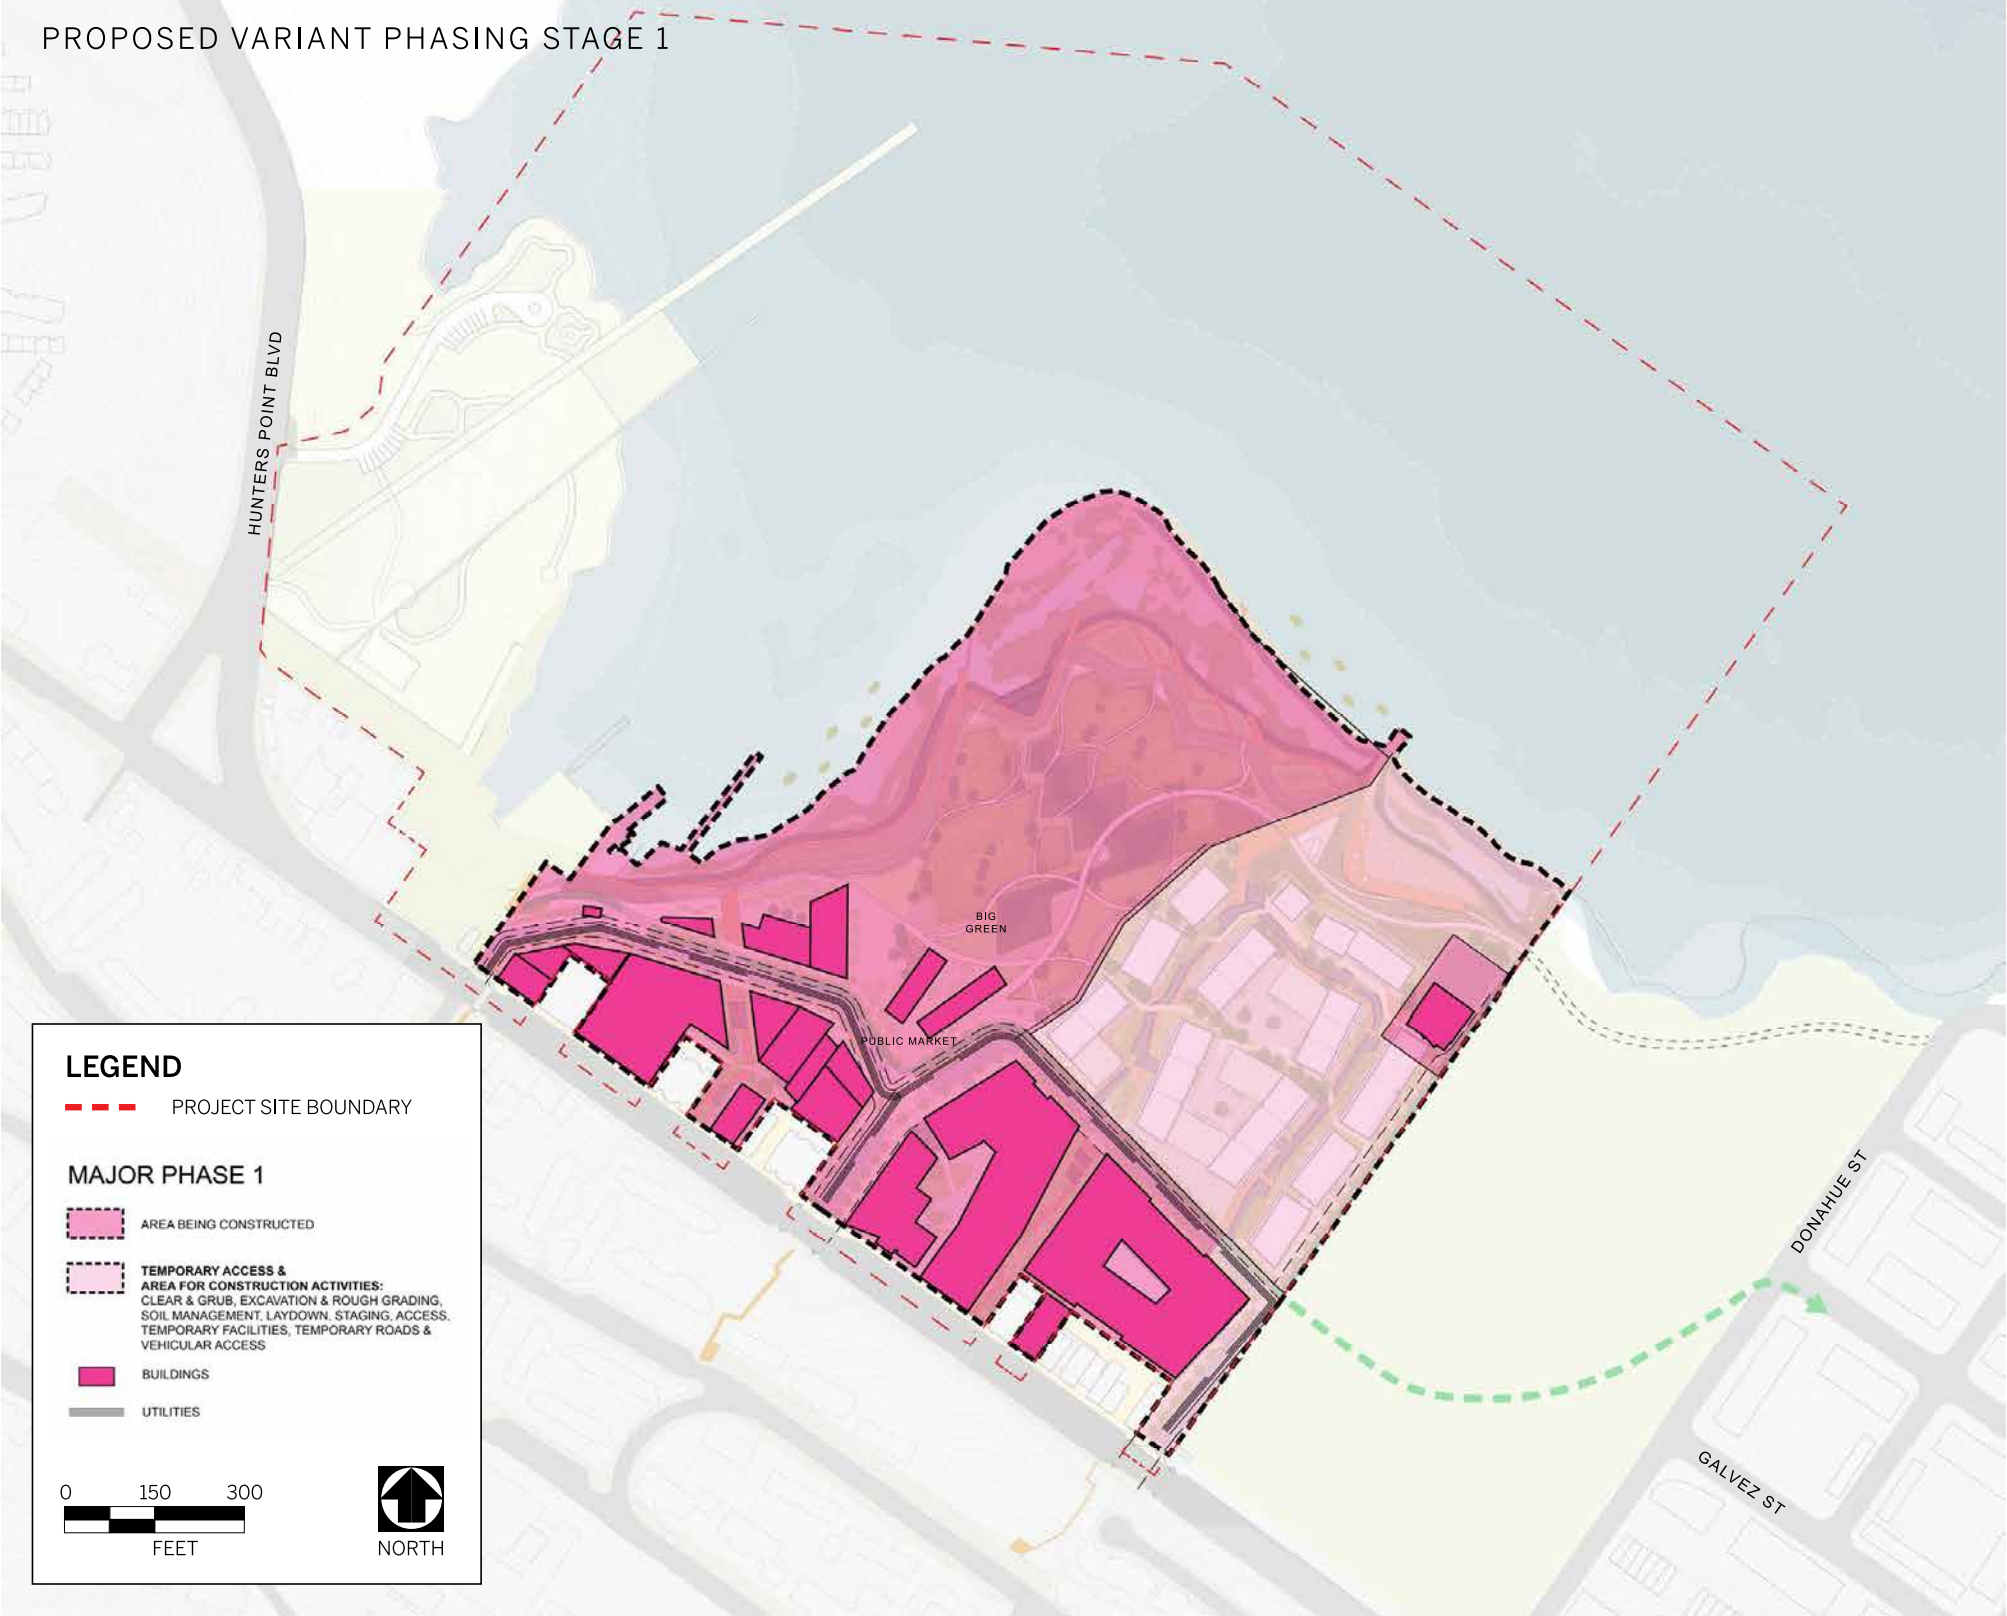 PROPOSED VARIANT PHASING STAGE 1
HUNTERS POINT BLVD
BIG
GREEN
PUBLIC MARKET
DONAHUE ST
GALVEZ ST
LEGEND
PROJECT SITE BOUNDARY
MAJOR PHASE 1
AREA BEING CONSTRUCTED
TEMPORARY ACCESS &
AREA FOR CONSTRUCTION ACTIVITIES:
CLEAR & GRUB, EXCAVATION & ROUGH GRADING,
SOIL MANAGEMENT, LAYDOWN, STAGING, ACCESS,
TEMPORARY FACILITIES, TEMPORARY ROADS &
VEHICULAR ACCESS
BUILDINGS
UTILITIES
0 150 300
FEET
NORTH